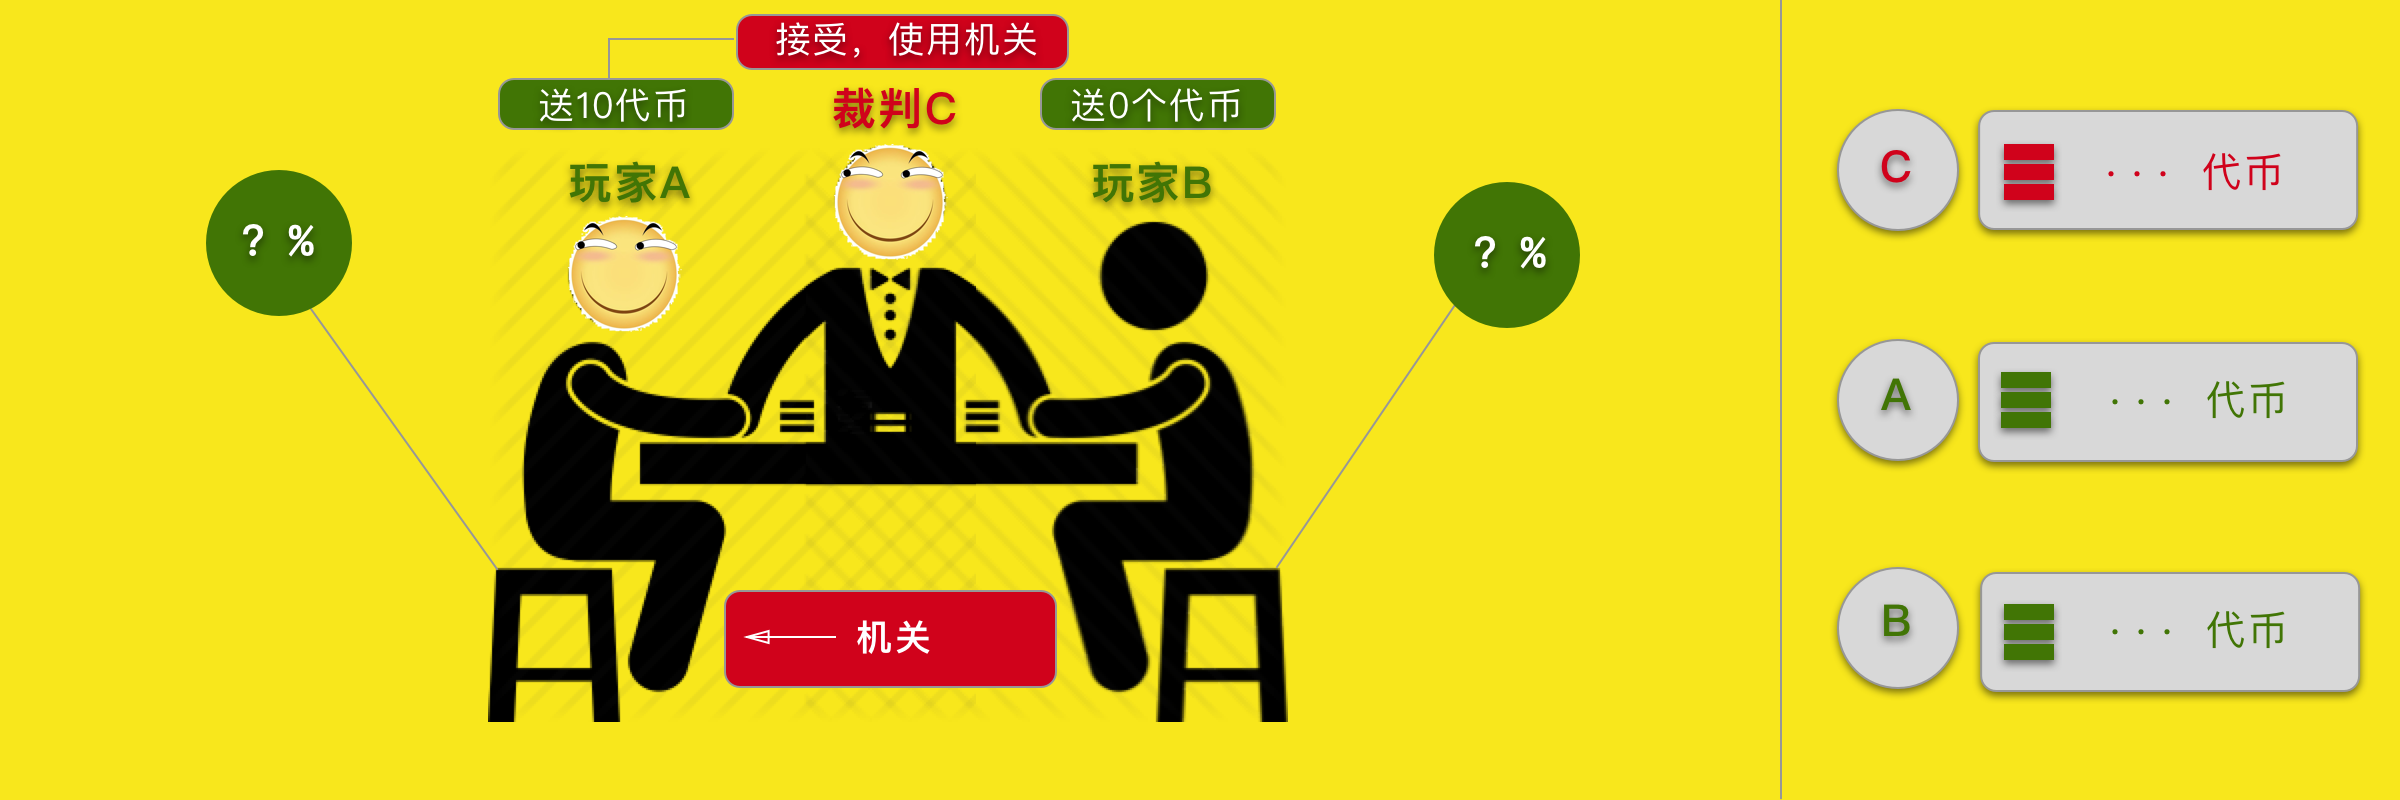 接受，使用机关
送10代币
裁判C
送0个代币
玩家A
玩家B
? %
? %
机关
C
··· 代币
A
··· 代币
B
··· 代币